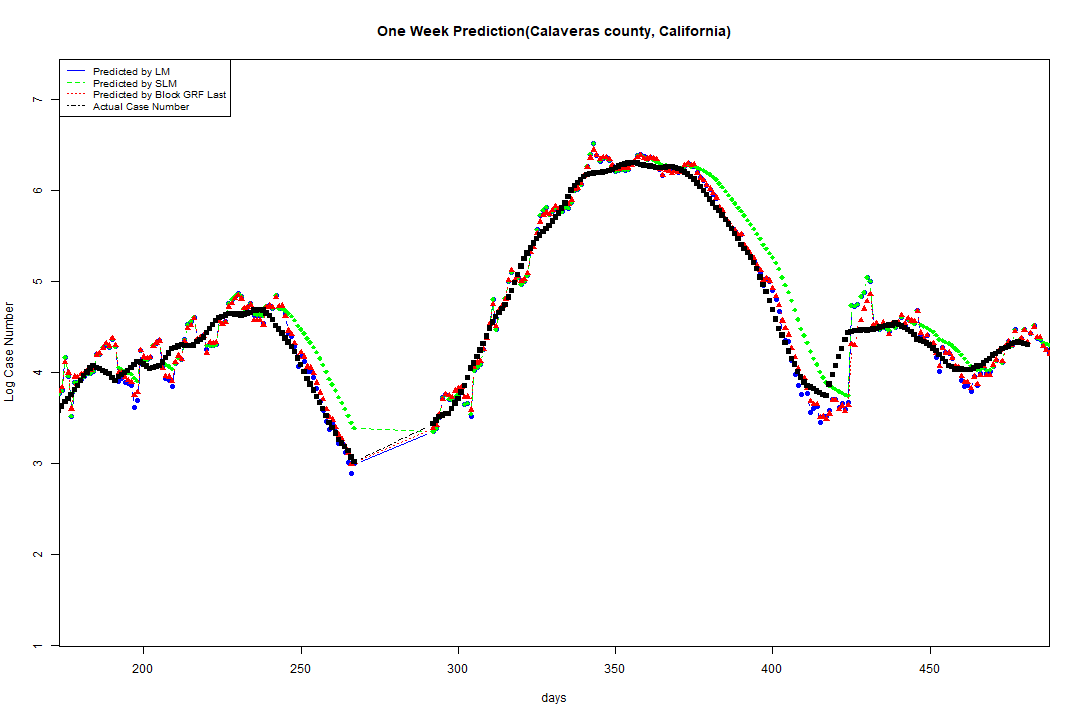 One Week Prediction(Calaveras county, California)
Predicted by LM
Predicted by SLM
Predicted by Block GRF Last
Actual Case Number
Log Case Number
7
6
5
4
3
2
1
200 250 300 350 400 450
days